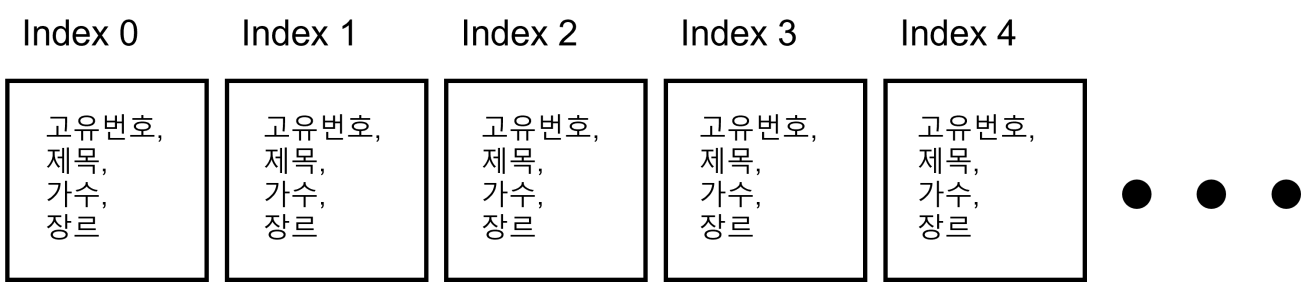 Index 0
Index 1
Index 2
Index 3
Index 4
고유번호,
제목,
가수,
장르
고유번호,
제목,
가수,
장르
고유번호,
제목,
가수,
장르
고유번호,
제목,
가수,
장르
고유번호,
제목,
가수,
장르